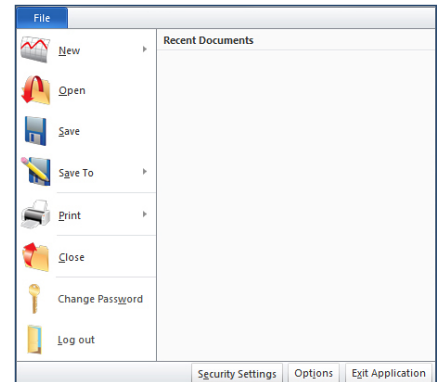 File
Recent Documents
New
Open
Save
Save To
Print
Close
Change Password
Log out
Security Settings
Options
Exit Application